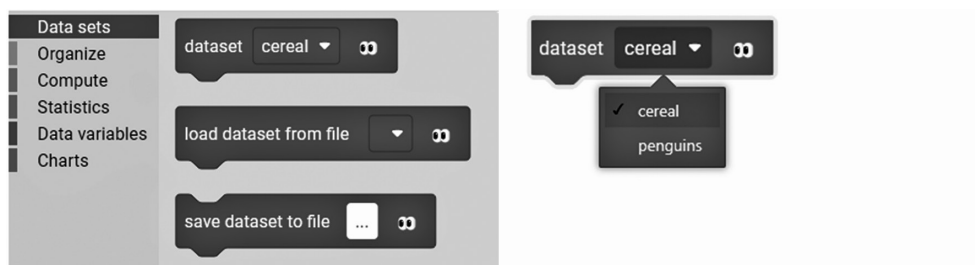 Data sets
Organize
Compute
Statistics
Data variables
Charts
dataset cereal
load dataset from file
save dataset to file ...
dataset cereal
✓ cereal
penguins